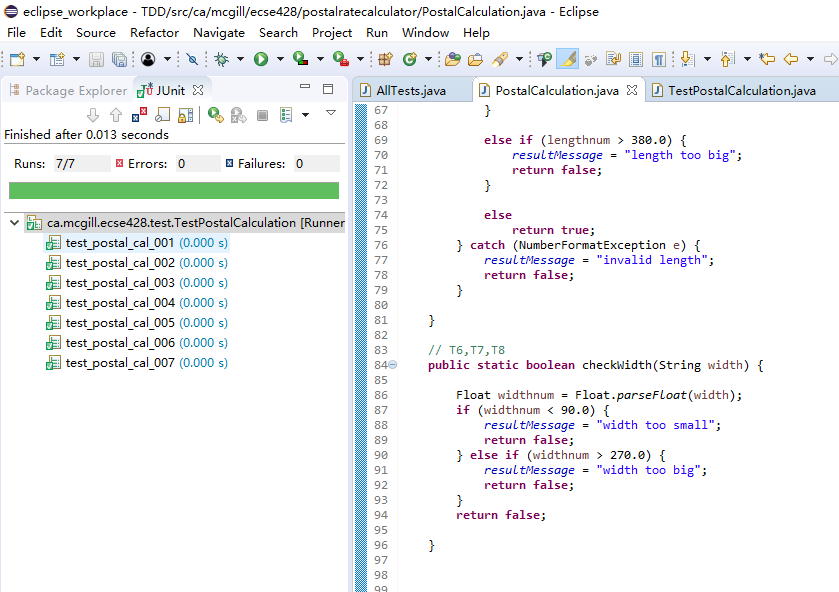 eclipse_workplace - TDD/src/ca/mcgill/ecse428/postalratecalculator/PostalCalculation.java - Eclipse
File Edit Source Refactor Navigate Search Project Run Window Help
Package Explorer JUnit
Finished after 0.013 seconds
Runs: 7/7 Errors: 0 Failures: 0
ca.mcgill.ecse428.test.TestPostalCalculation [Runner
test_postal_cal_001 (0.000 s)
test_postal_cal_002 (0.000 s)
test_postal_cal_003 (0.000 s)
test_postal_cal_004 (0.000 s)
test_postal_cal_005 (0.000 s)
test_postal_cal_006 (0.000 s)
test_postal_cal_007 (0.000 s)
AllTests.java PostalCalculation.java TestPostalCalculation.java
67 }
68
69 else if (lengthnum > 380.0) {
70 resultMessage = "length too big";
71 return false;
72 }
73
74 else
75 return true;
76 } catch (NumberFormatException e) {
77 resultMessage = "invalid length";
78 return false;
79 }
80
81 }
82
83 // T6,T7,T8
84 public static boolean checkWidth(String width) {
85
86 Float widthnum = Float.parseFloat(width);
87 if (widthnum < 90.0) {
88 resultMessage = "width too small";
89 return false;
90 } else if (widthnum > 270.0) {
91 resultMessage = "width too big";
92 return false;
93 }
94 return false;
95
96 }
97
98
99